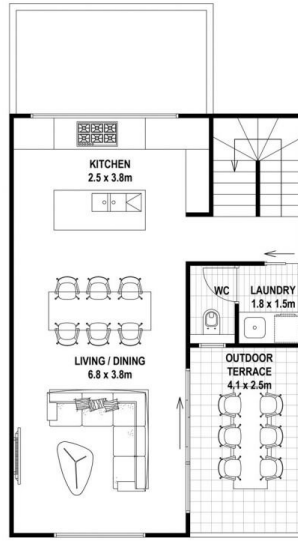 KITCHEN
2.5 x 3.8m
WC
LAUNDRY
1.8 x 1.5m
LIVING / DINING
6.8 x 3.8m
OUTDOOR
TERRACE
4.1 x 2.5m